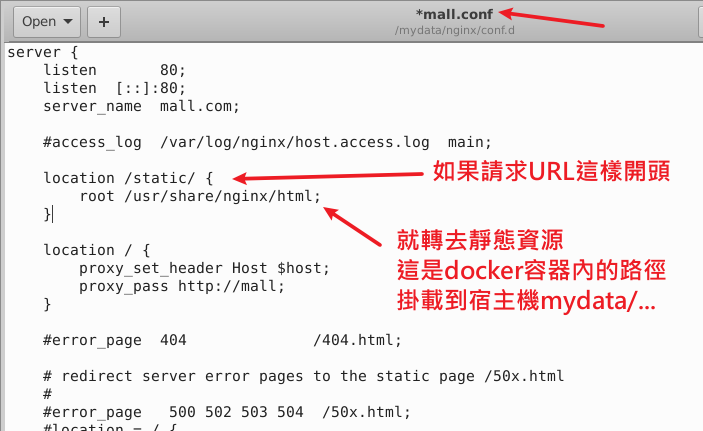 Open
+
*mall.conf
/mydata/nginx/conf.d
server {
listen       80;
listen  [::]:80;
server_name  mall.com;
#access_log  /var/log/nginx/host.access.log  main;
location /static/ {
如果請求URL這樣開頭
root /usr/share/nginx/html;
}
就轉去靜態資源
這是docker容器內的路徑
掛載到宿主機mydata/...
location / {
proxy_set_header Host $host;
proxy_pass http://mall;
}
#error_page  404              /404.html;
# redirect server error pages to the static page /50x.html
#
#error_page   500 502 503 504  /50x.html;
#location = / {